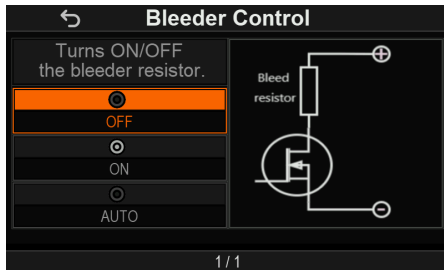 Bleeder Control
Turns ON/OFF
the bleeder resistor.
OFF
ON
AUTO
Bleed
resistor
1/1